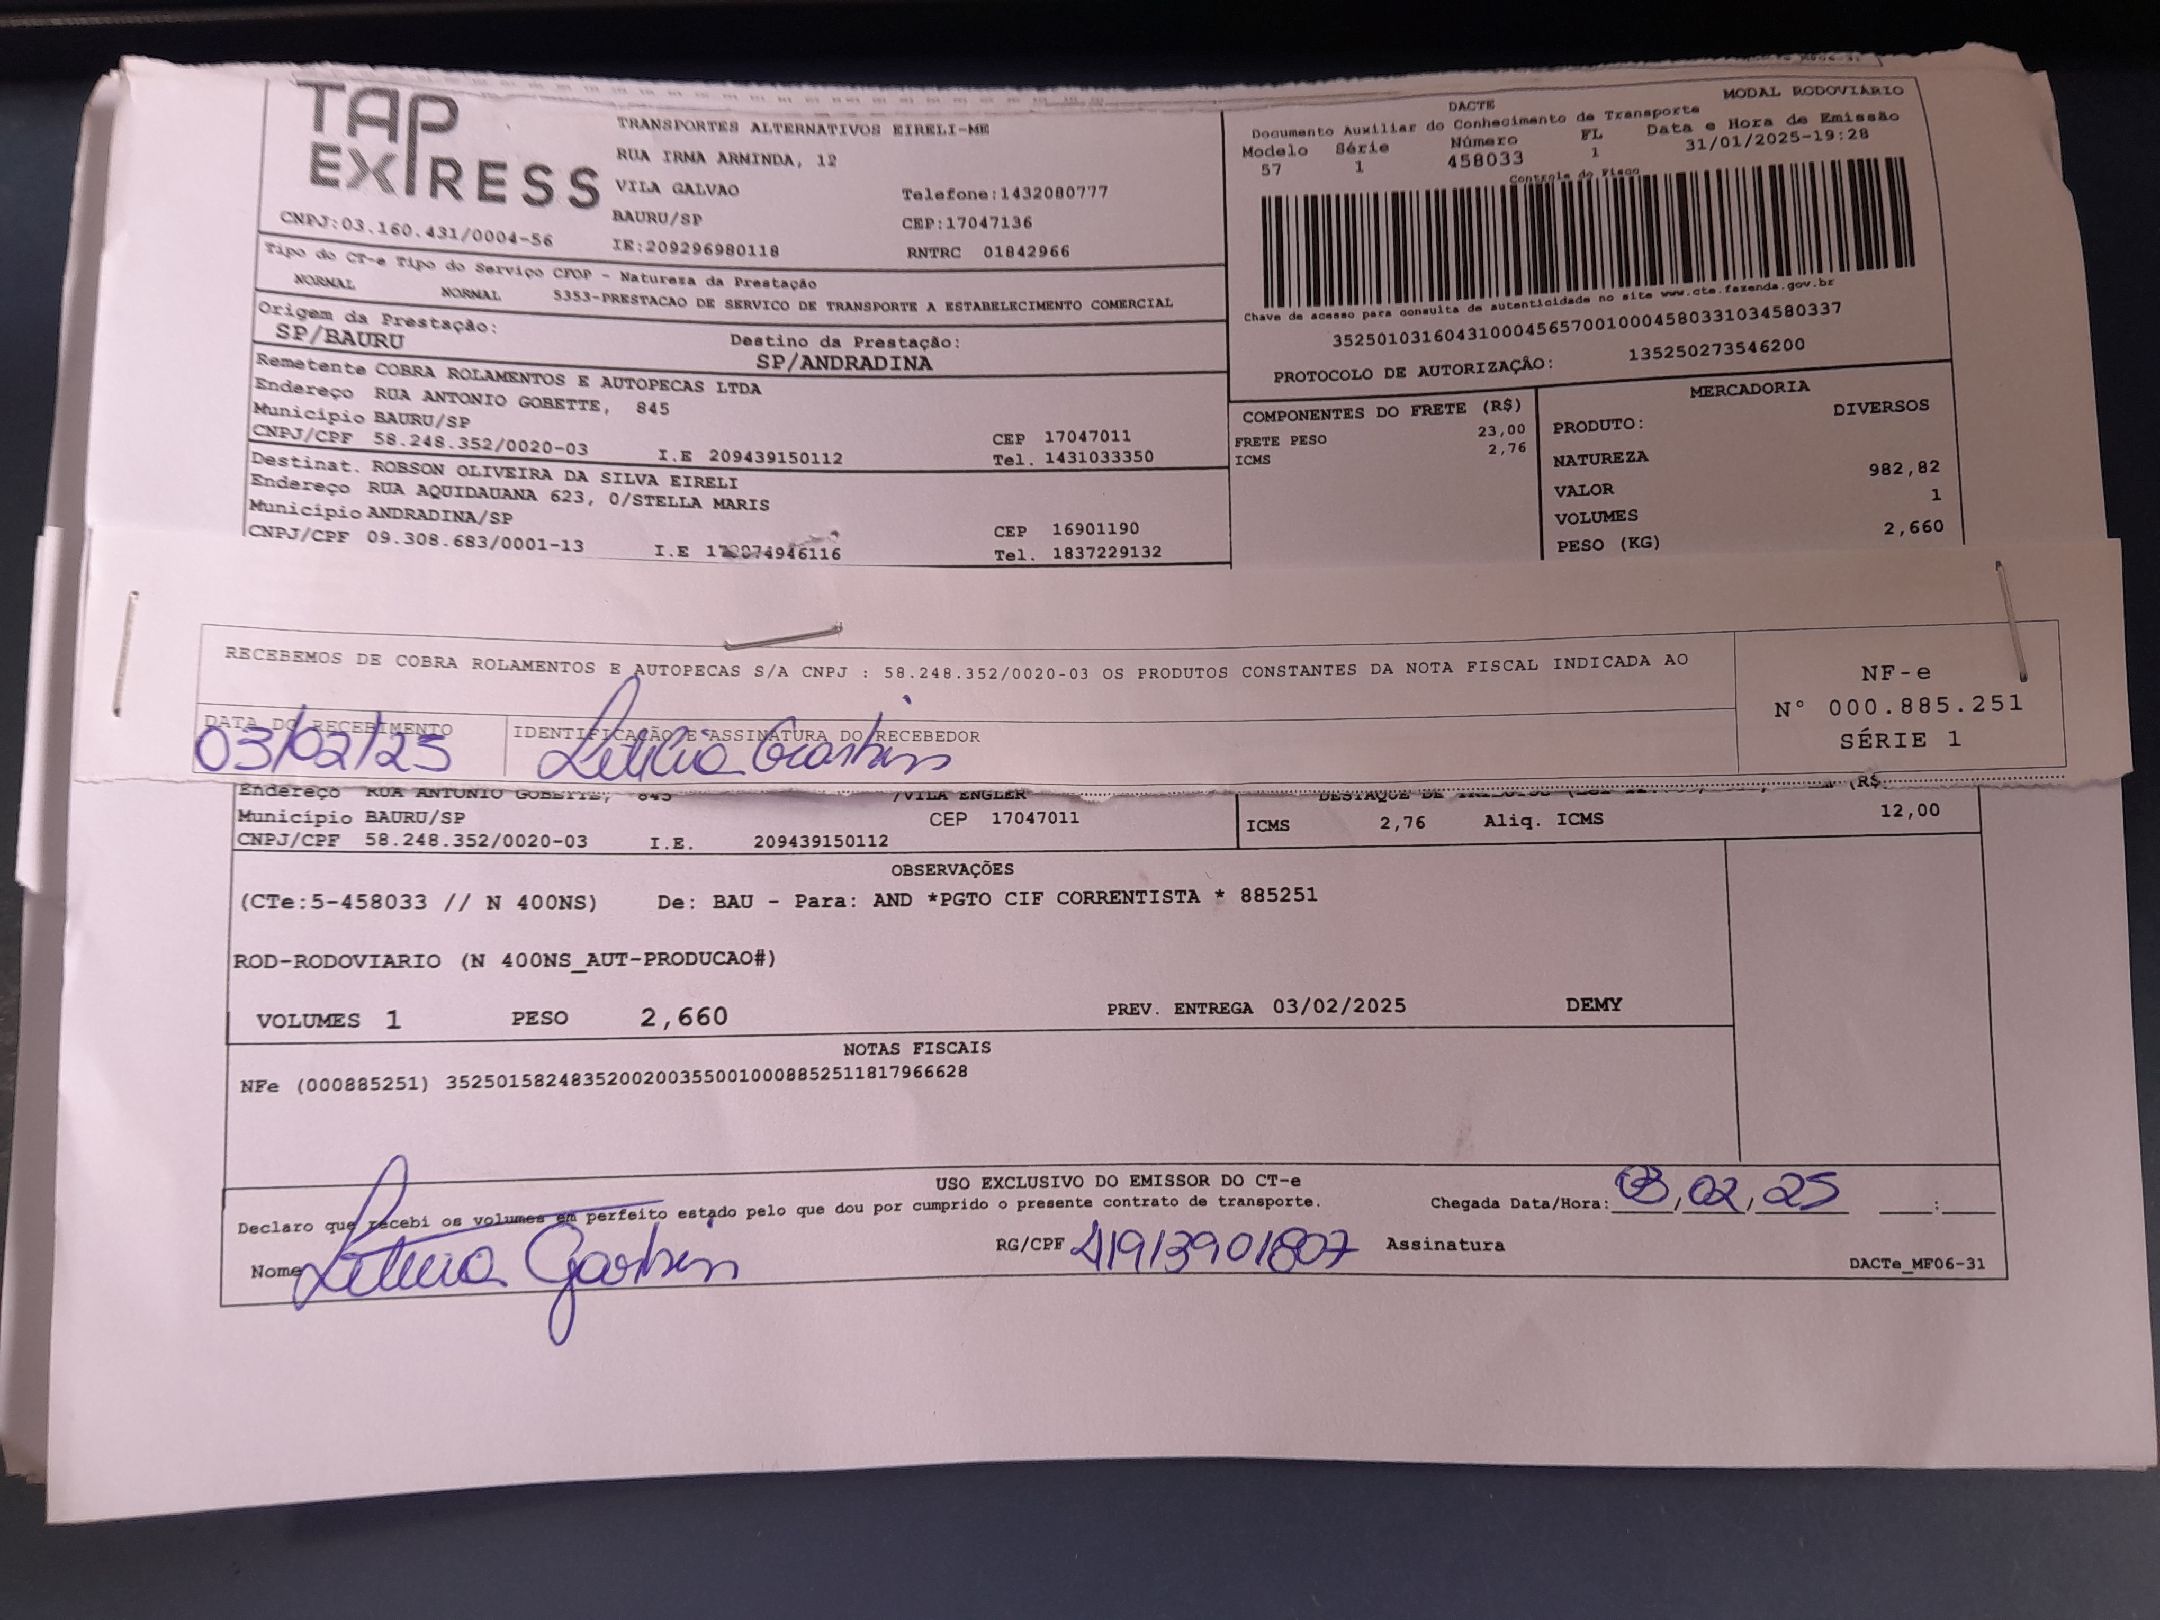 TAP
EXPRESS
TRANSPORTES ALTERNATIVOS EIRELI-ME
RUA IRMA ARMINDA, 12
VILA GALVAO Telefone:1432080777
BAURU/SP CEP:17047136
CNPJ:03.160.431/0004-56 IE:209296980118 RNTRC 01842966
MODAL RODOVIÁRIO
DACTE
Documento Auxiliar do Conhecimento de Transporte
Modelo Série Número FL Data e Hora de Emissão
57 1 458033 1 31/01/2025-19:28
Controle do Fisco
Chave de acesso para consulta de autenticidade no site www.cte.fazenda.gov.br
35250103160431000456570010004580331034580337
PROTOCOLO DE AUTORIZAÇÃO: 135250273546200
Tipo do CT-e Tipo do Serviço CFOP - Natureza da Prestação
NORMAL NORMAL 5353-PRESTACAO DE SERVICO DE TRANSPORTE A ESTABELECIMENTO COMERCIAL
Origem da Prestação: Destino da Prestação:
SP/BAURU SP/ANDRADINA
Remetente COBRA ROLAMENTOS E AUTOPECAS LTDA
Endereço RUA ANTONIO GOBETTE, 845
Município BAURU/SP CEP 17047011
CNPJ/CPF 58.248.352/0020-03 I.E 209439150112 Tel. 1431033350
Destinat. ROBSON OLIVEIRA DA SILVA EIRELI
Endereço RUA AQUIDAUANA 623, 0/STELLA MARIS
Município ANDRADINA/SP CEP 16901190
CNPJ/CPF 09.308.683/0001-13 I.E Tel. 1837229132
COMPONENTES DO FRETE (R$)
FRETE PESO 23,00
ICMS 2,76
MERCADORIA
PRODUTO: DIVERSOS
NATUREZA
VALOR 982,82
VOLUMES 1
PESO (KG) 2,660
RECEBEMOS DE COBRA ROLAMENTOS E AUTOPECAS S/A CNPJ : 58.248.352/0020-03 OS PRODUTOS CONSTANTES DA NOTA FISCAL INDICADA AO
NF-e
N° 000.885.251
SÉRIE 1
DATA DO RECEBIMENTO IDENTIFICAÇÃO E ASSINATURA DO RECEBEDOR
03/02/25 Leticia
Endereço RUA ANTONIO GOBETTE, 845 /VILA ENGLER
Município BAURU/SP CEP 17047011
CNPJ/CPF 58.248.352/0020-03 I.E. 209439150112
DESTAQUE DE (R$
ICMS 2,76 Aliq. ICMS 12,00
OBSERVAÇÕES
(CTe:5-458033 // N 400NS) De: BAU - Para: AND *PGTO CIF CORRENTISTA * 885251
ROD-RODOVIARIO (N 400NS_AUT-PRODUCAO#)
VOLUMES 1 PESO 2,660 PREV. ENTREGA 03/02/2025 DEMY
NOTAS FISCAIS
NFe (000885251) 35250158248352002003550010008852511817966628
USO EXCLUSIVO DO EMISSOR DO CT-e
Declaro que recebi os volumes em perfeito estado pelo que dou por cumprido o presente contrato de transporte. Chegada Data/Hora: 03/02/25 :
Nome Leticia RG/CPF 41913901807 Assinatura
DACTe_MF06-31